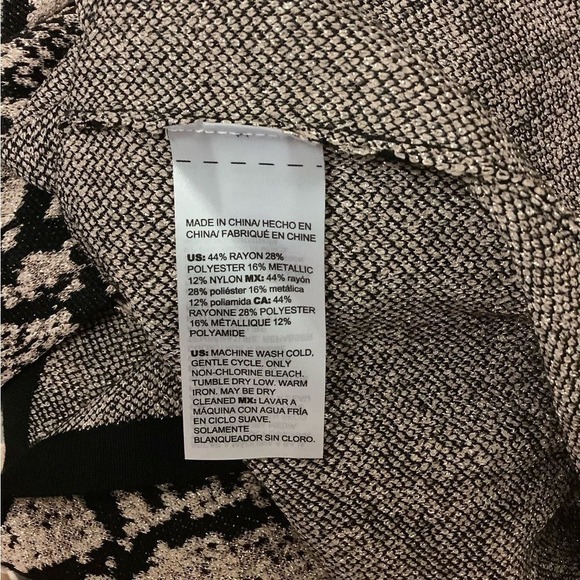 MADE IN CHINA/ HECHO EN
CHINA/ FABRIQUÉ EN CHINE
US: 44% RAYON 28%
POLYESTER 16% METALLIC
12% NYLON MX: 44% rayón
28% poliéster 16% metálica
12% poliamida CA: 44%
RAYONNE 28% POLYESTER
16% MÉTALLIQUE 12%
POLYAMIDE
US: MACHINE WASH COLD,
GENTLE CYCLE, ONLY
NON-CHLORINE BLEACH.
TUMBLE DRY LOW. WARM
IRON. MAY BE DRY
CLEANED MX: LAVAR A
MÁQUINA CON AGUA FRÍA
EN CICLO SUAVE.
SOLAMENTE
BLANQUEADOR SIN CLORO.